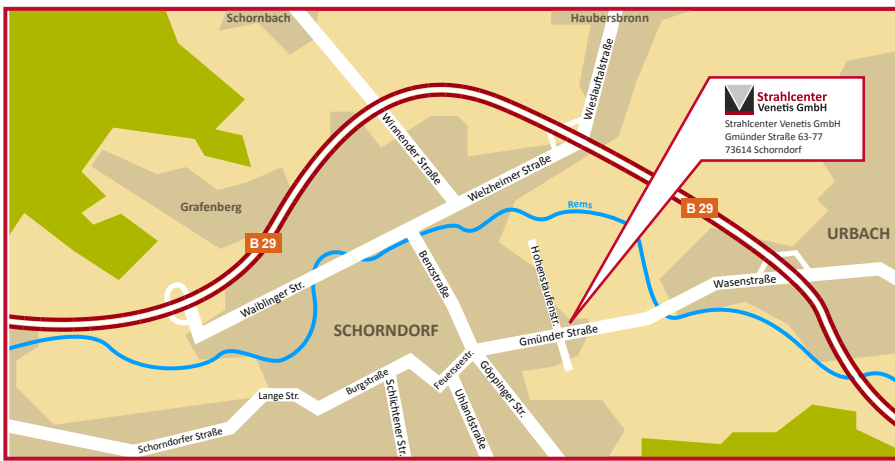 Schornbach
Haubersbronn
Wieslauftalstraße
Strahlcenter
Venetis GmbH
Strahlcenter Venetis GmbH
Gmünder Straße 63-77
73614 Schorndorf
Winnender Straße
Welzheimer Straße
Grafenberg
Rems
B 29
B 29
URBACH
Benzstraße
Hohenstaufenstr.
Wasenstraße
Waiblinger Str.
SCHORNDORF
Gmünder Straße
Feuerseestr.
Göppinger Str.
Burgstraße
Schlichtener Str.
Uhlandstraße
Lange Str.
Schorndorfer Straße